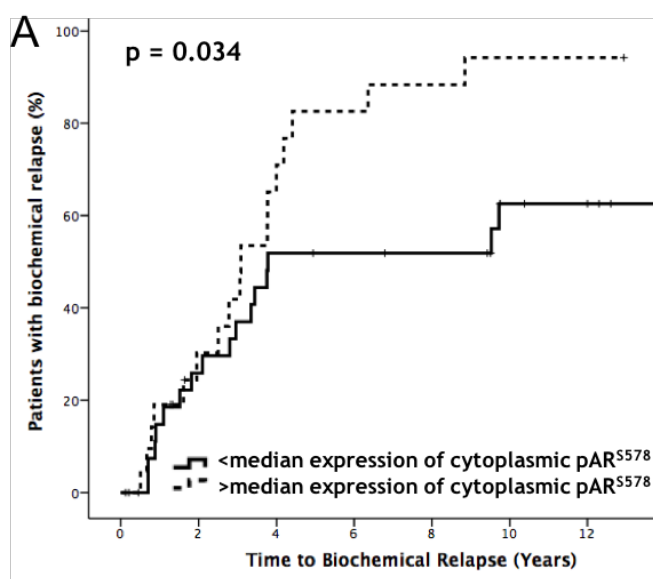 A
p = 0.034
Patients with biochemical relapse (%)
100
80
60
40
20
0
<median expression of cytoplasmic pAR^S578
>median expression of cytoplasmic pAR^S578
0 2 4 6 8 10 12
Time to Biochemical Relapse (Years)